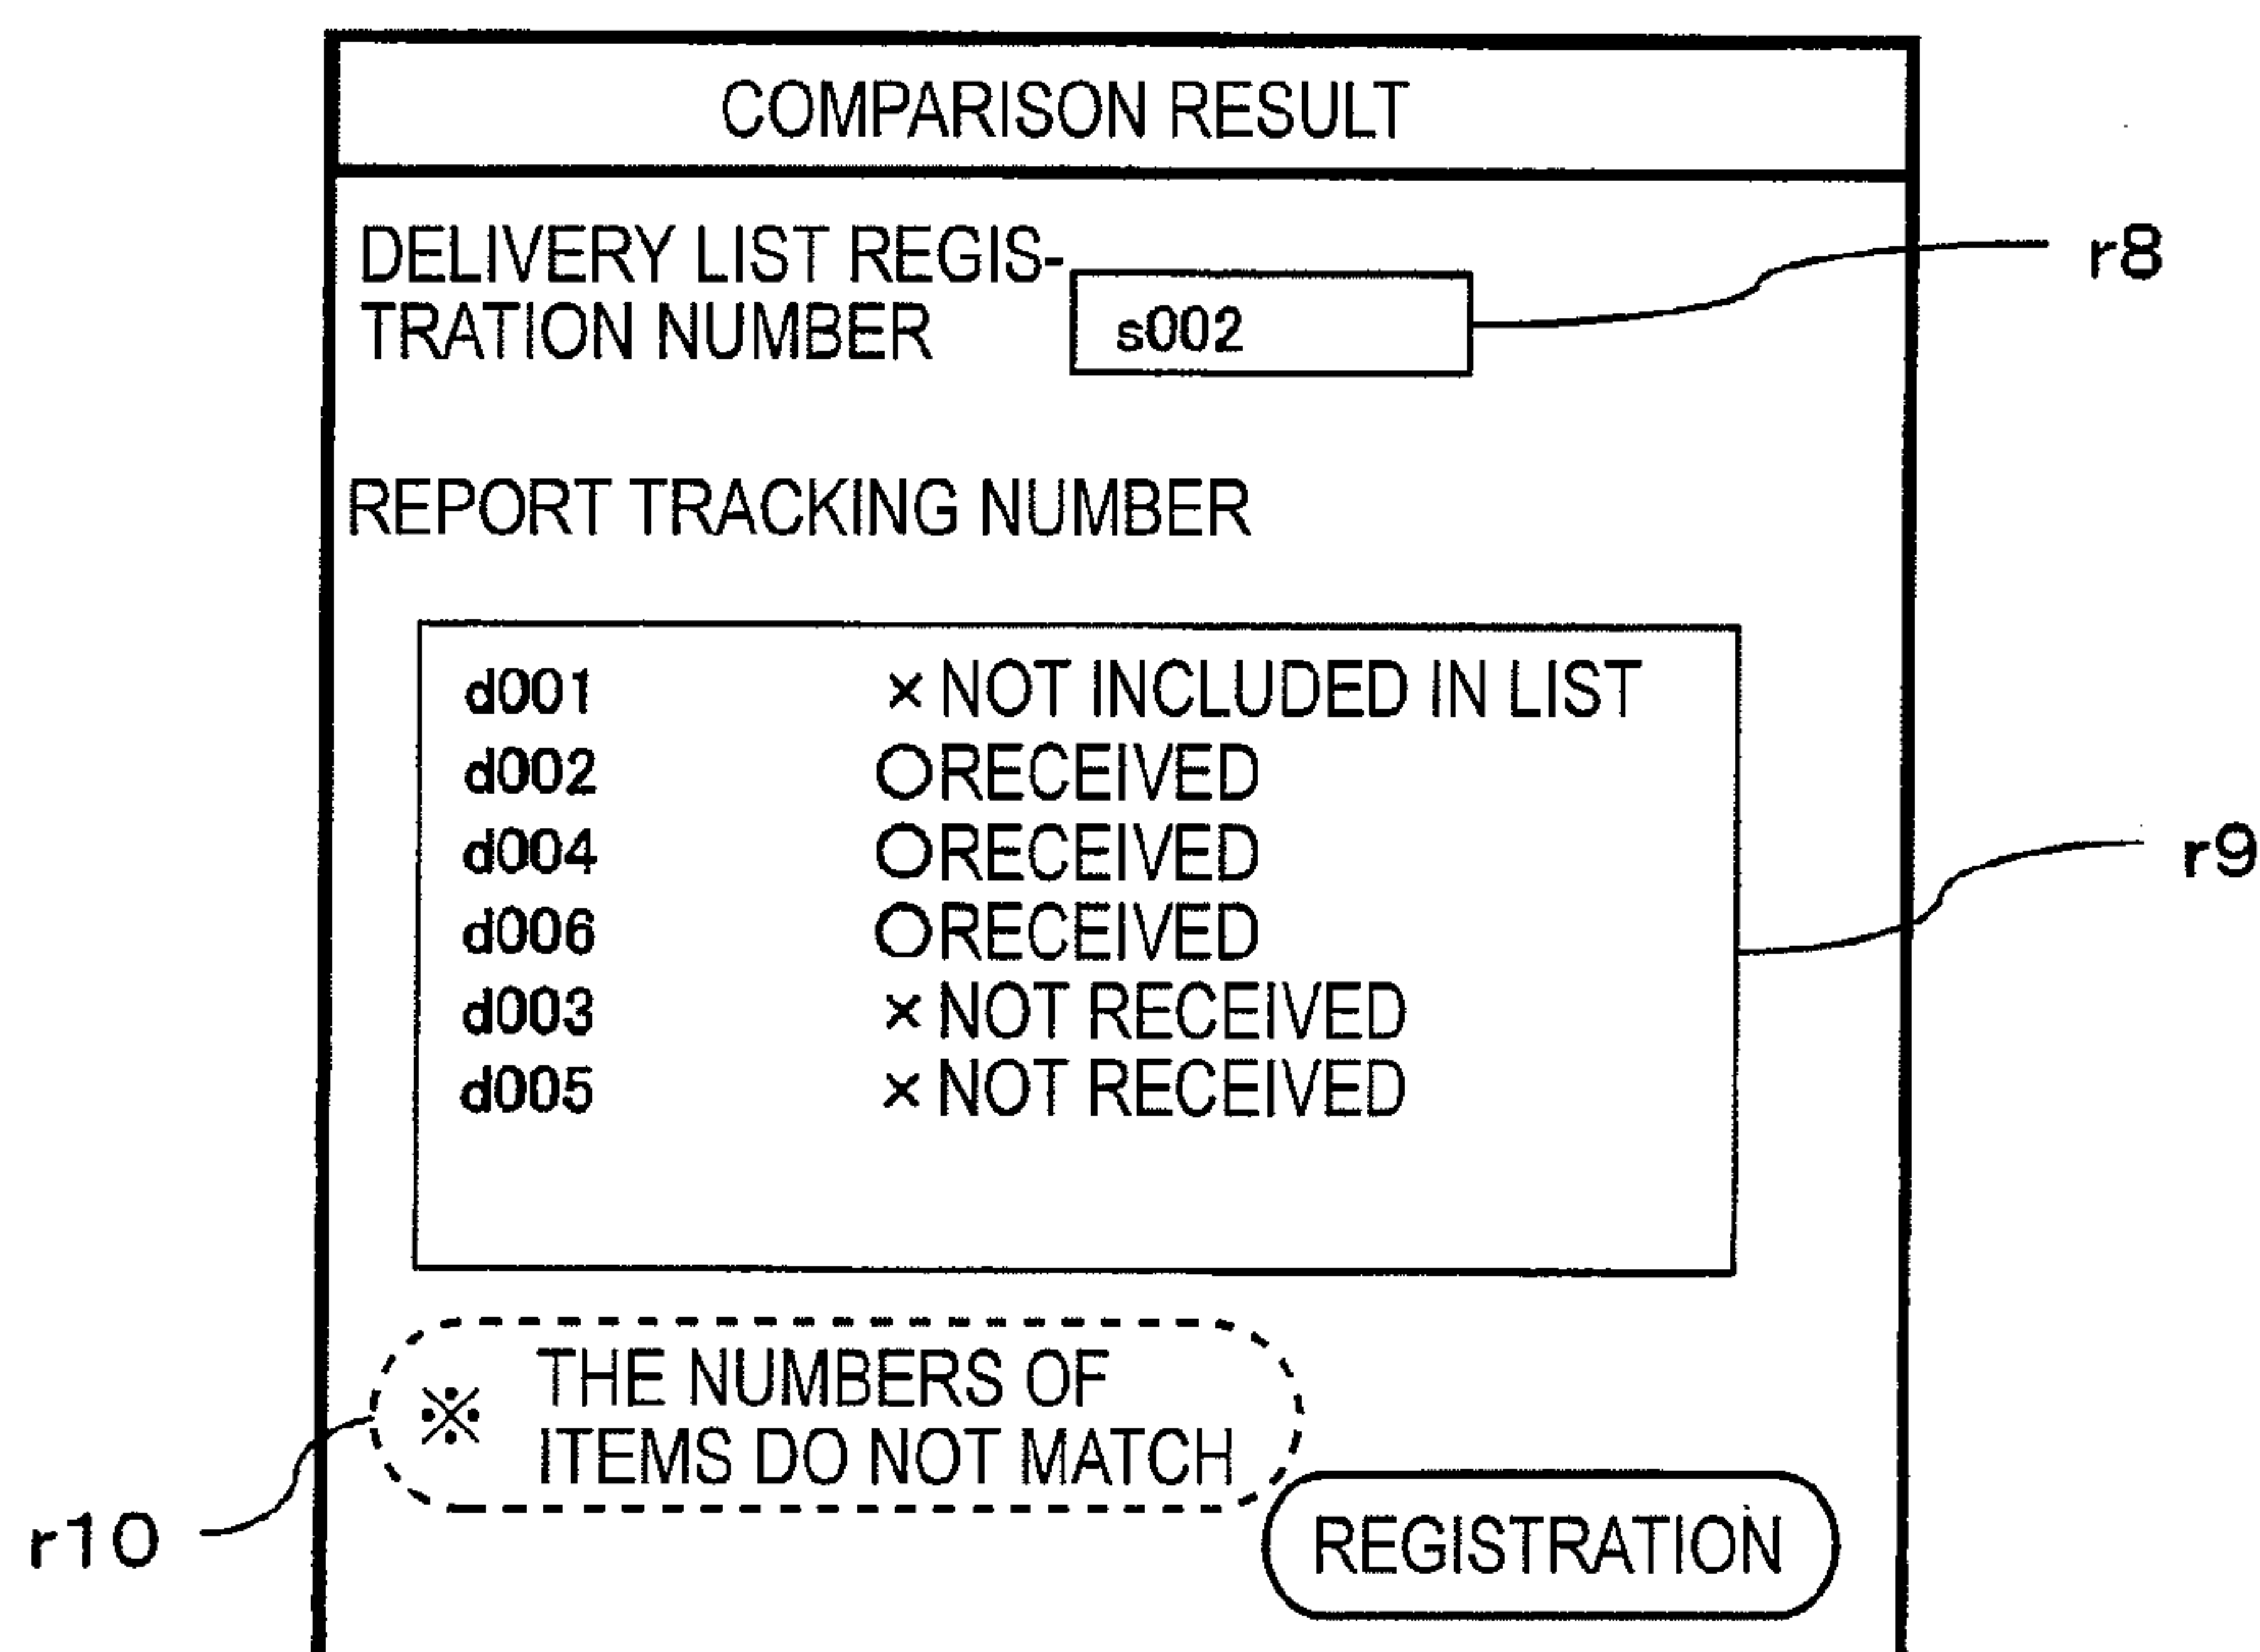 COMPARISON RESULT
DELIVERY LIST REGIS-
TRATION NUMBER
s002
r8
REPORT TRACKING NUMBER
d001 × NOT INCLUDED IN LIST
d002 ○ RECEIVED
d004 ○ RECEIVED
d006 ○ RECEIVED
d003 × NOT RECEIVED
d005 × NOT RECEIVED
r9
※ THE NUMBERS OF
ITEMS DO NOT MATCH
r10
REGISTRATION